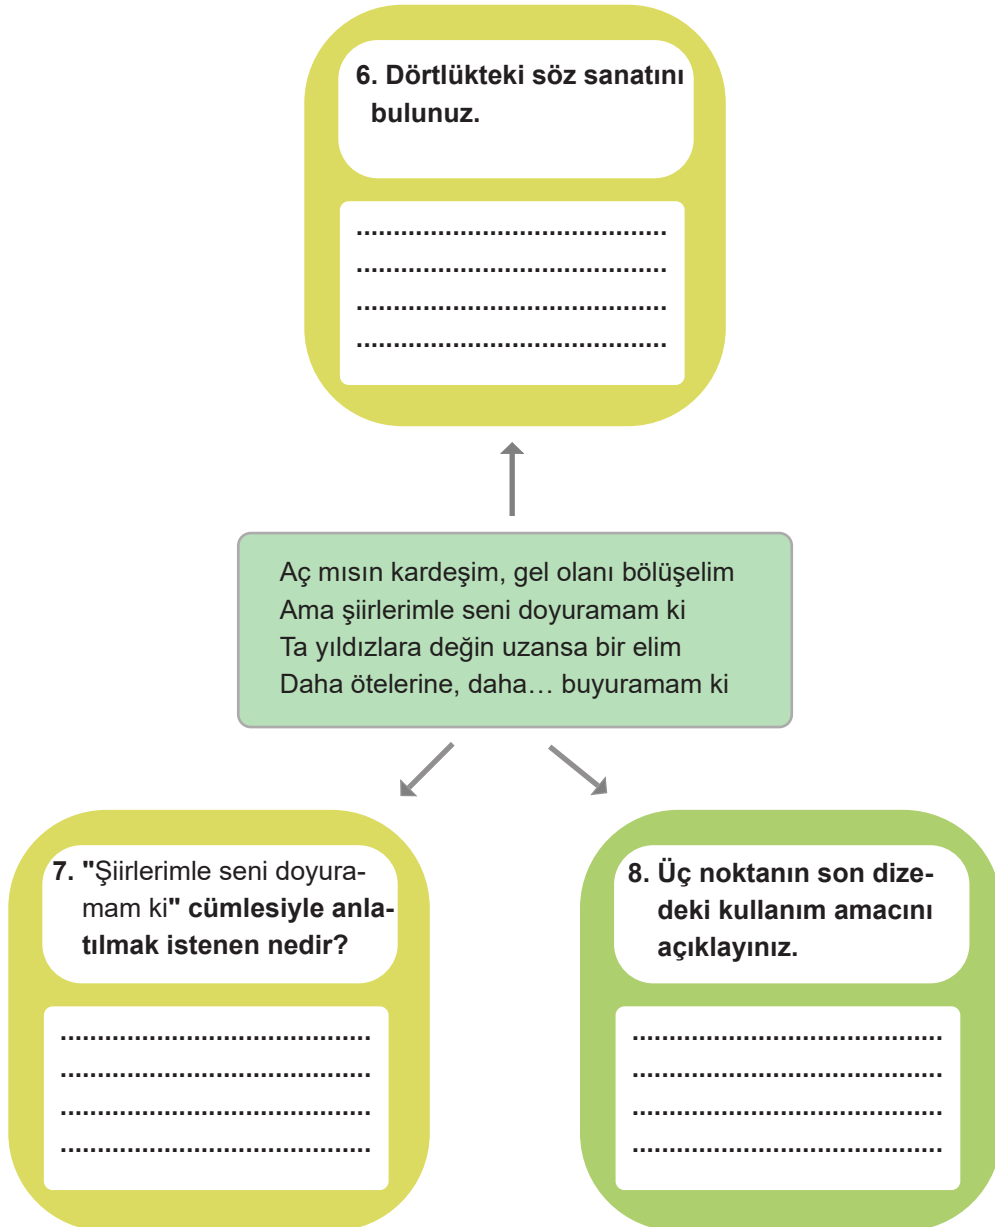 6. Dörtlükteki söz sanatını
bulunuz.
..........................................
..........................................
..........................................
..........................................
Aç mısın kardeşim, gel olanı bölüşelim
Ama şiirlerimle seni doyuramam ki
Ta yıldızlara değin uzansa bir elim
Daha ötelerine, daha… buyuramam ki
7. "Şiirlerimle seni doyura-
mam ki" cümlesiyle anla-
tılmak istenen nedir?
..........................................
..........................................
..........................................
..........................................
8. Üç noktanın son dize-
deki kullanım amacını
açıklayınız.
..........................................
..........................................
..........................................
..........................................